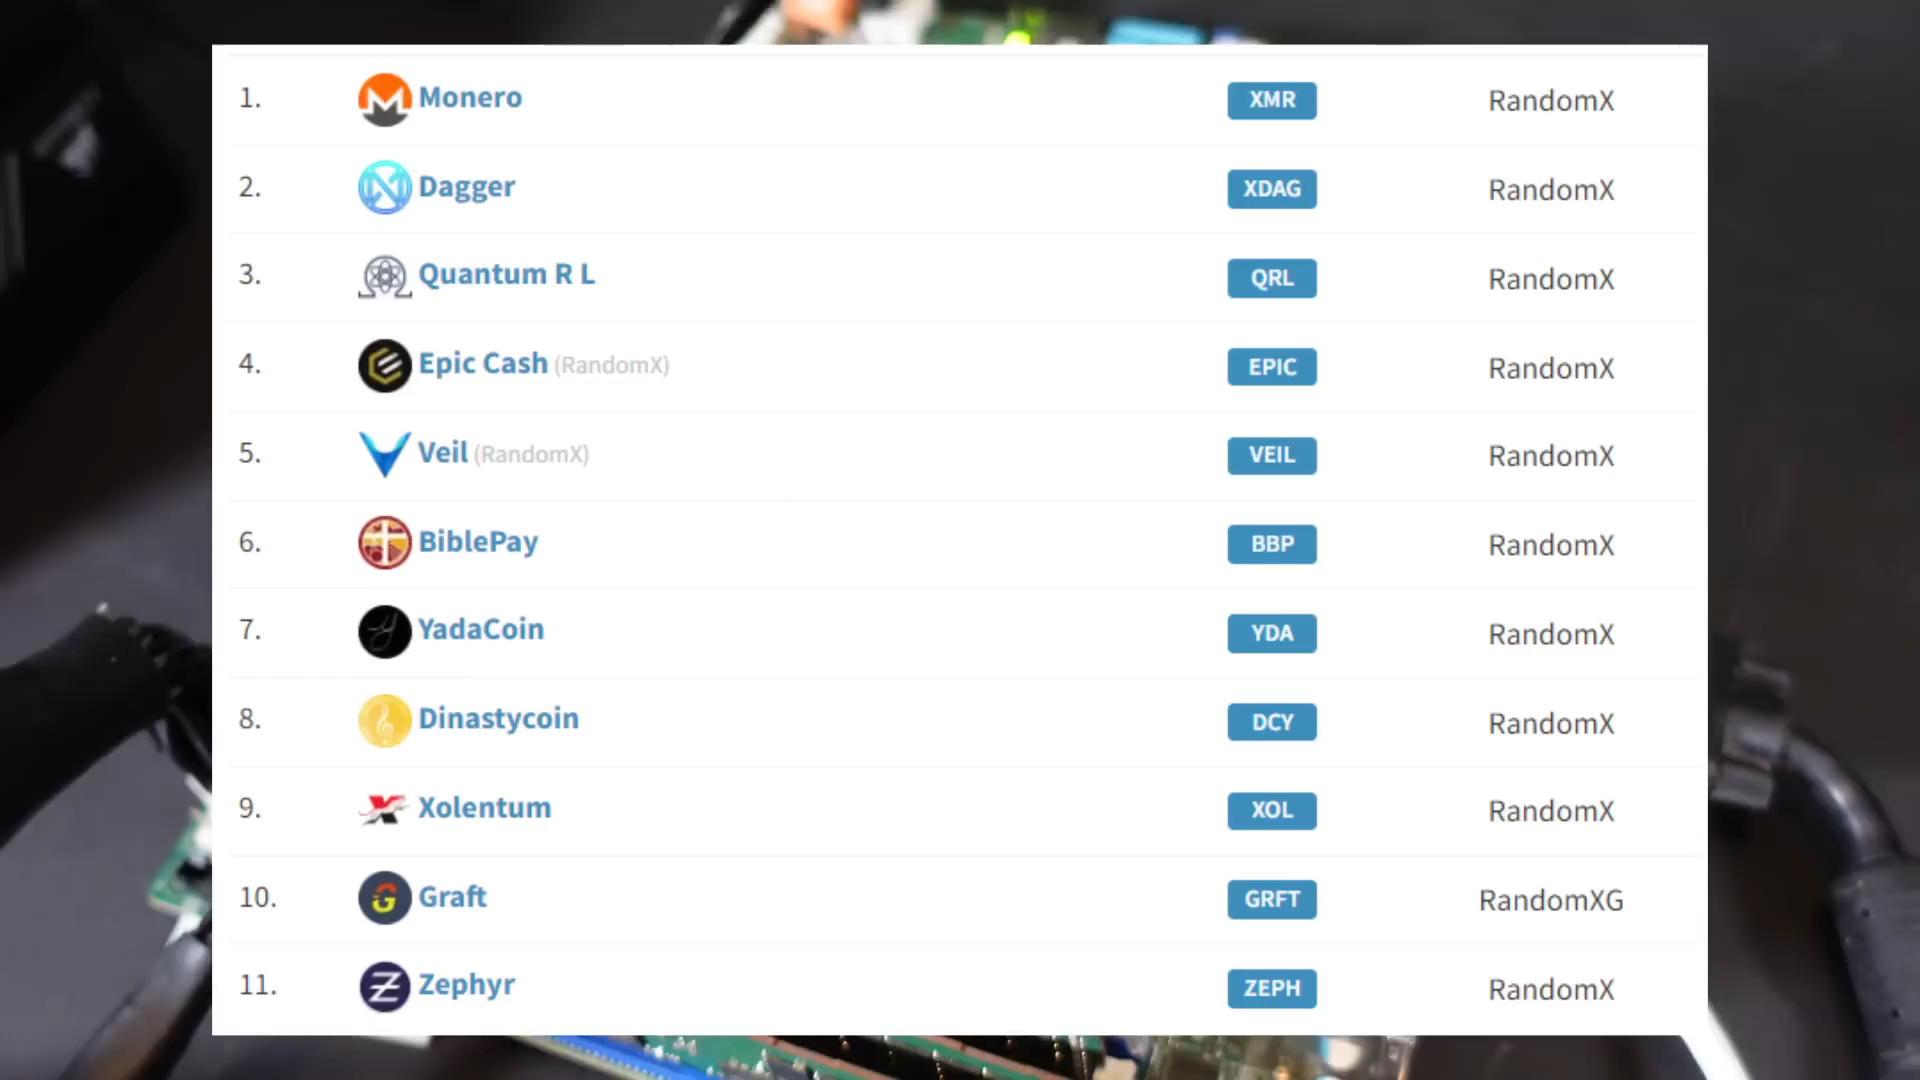 1. Monero XMR RandomX
2. Dagger XDAG RandomX
3. Quantum R L QRL RandomX
4. Epic Cash (RandomX) EPIC RandomX
5. Veil (RandomX) VEIL RandomX
6. BiblePay BBP RandomX
7. YadaCoin YDA RandomX
8. Dinastycoin DCY RandomX
9. Xolentum XOL RandomX
10. Graft GRFT RandomXG
11. Zephyr ZEPH RandomX